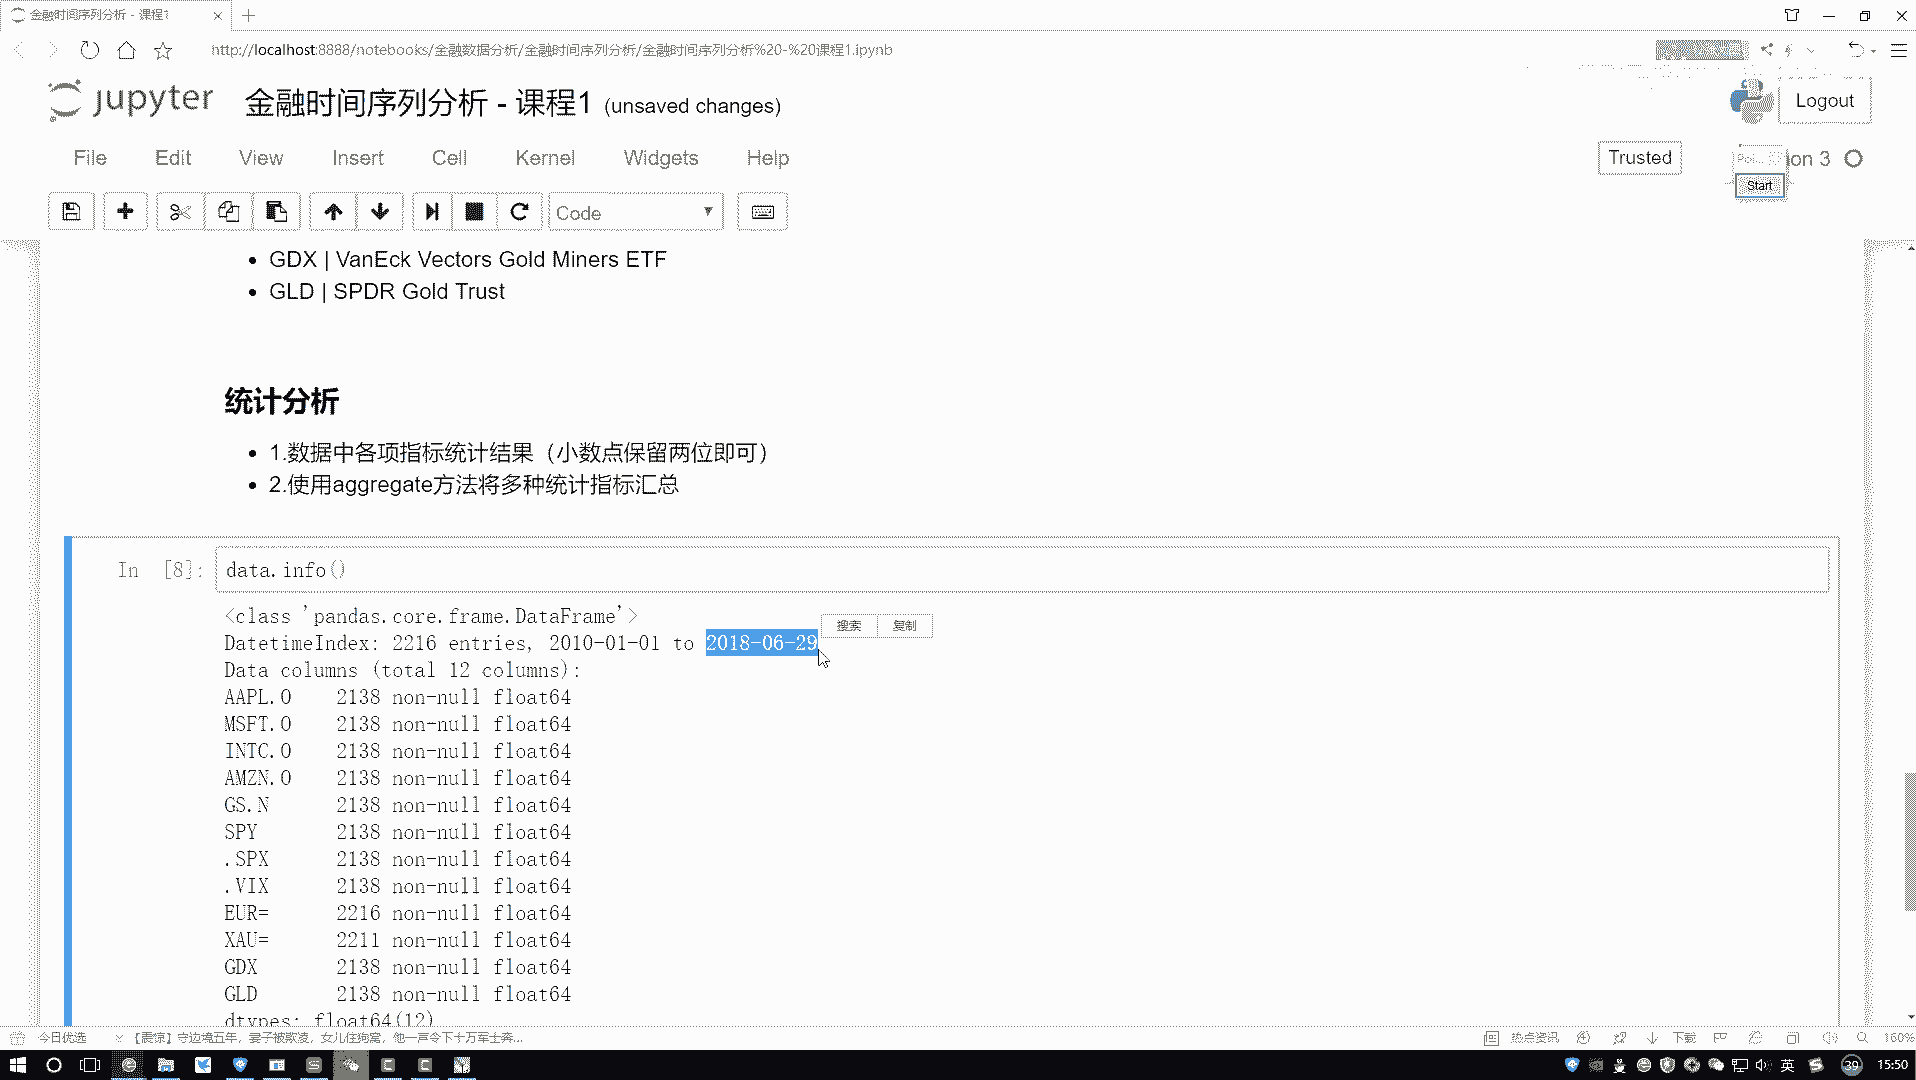 金融时间序列分析 - 课程1
http://localhost:8888/notebooks/金融数据分析/金融时间序列分析/金融时间序列分析%20-%20课程1.ipynb
jupyter 金融时间序列分析 - 课程1 (unsaved changes)
Logout
File Edit View Insert Cell Kernel Widgets Help
Trusted
ion 3
Start
Code
• GDX | VanEck Vectors Gold Miners ETF
• GLD | SPDR Gold Trust
统计分析
• 1.数据中各项指标统计结果（小数点保留两位即可）
• 2.使用aggregate方法将多种统计指标汇总
In [8]: data.info()
<class 'pandas.core.frame.DataFrame'>
搜索 复制
DatetimeIndex: 2216 entries, 2010-01-01 to 2018-06-29
Data columns (total 12 columns):
AAPL.O 2138 non-null float64
MSFT.O 2138 non-null float64
INTC.O 2138 non-null float64
AMZN.O 2138 non-null float64
GS.N 2138 non-null float64
SPY 2138 non-null float64
.SPX 2138 non-null float64
.VIX 2138 non-null float64
EUR= 2216 non-null float64
XAU= 2211 non-null float64
GDX 2138 non-null float64
GLD 2138 non-null float64
dtypes: float64(12)
今日优选 【震惊】守边境五年，妻子被欺凌，女儿住狗窝，他一声令下十万军士奔...
热点资讯 下载 160%
英 39 15:50